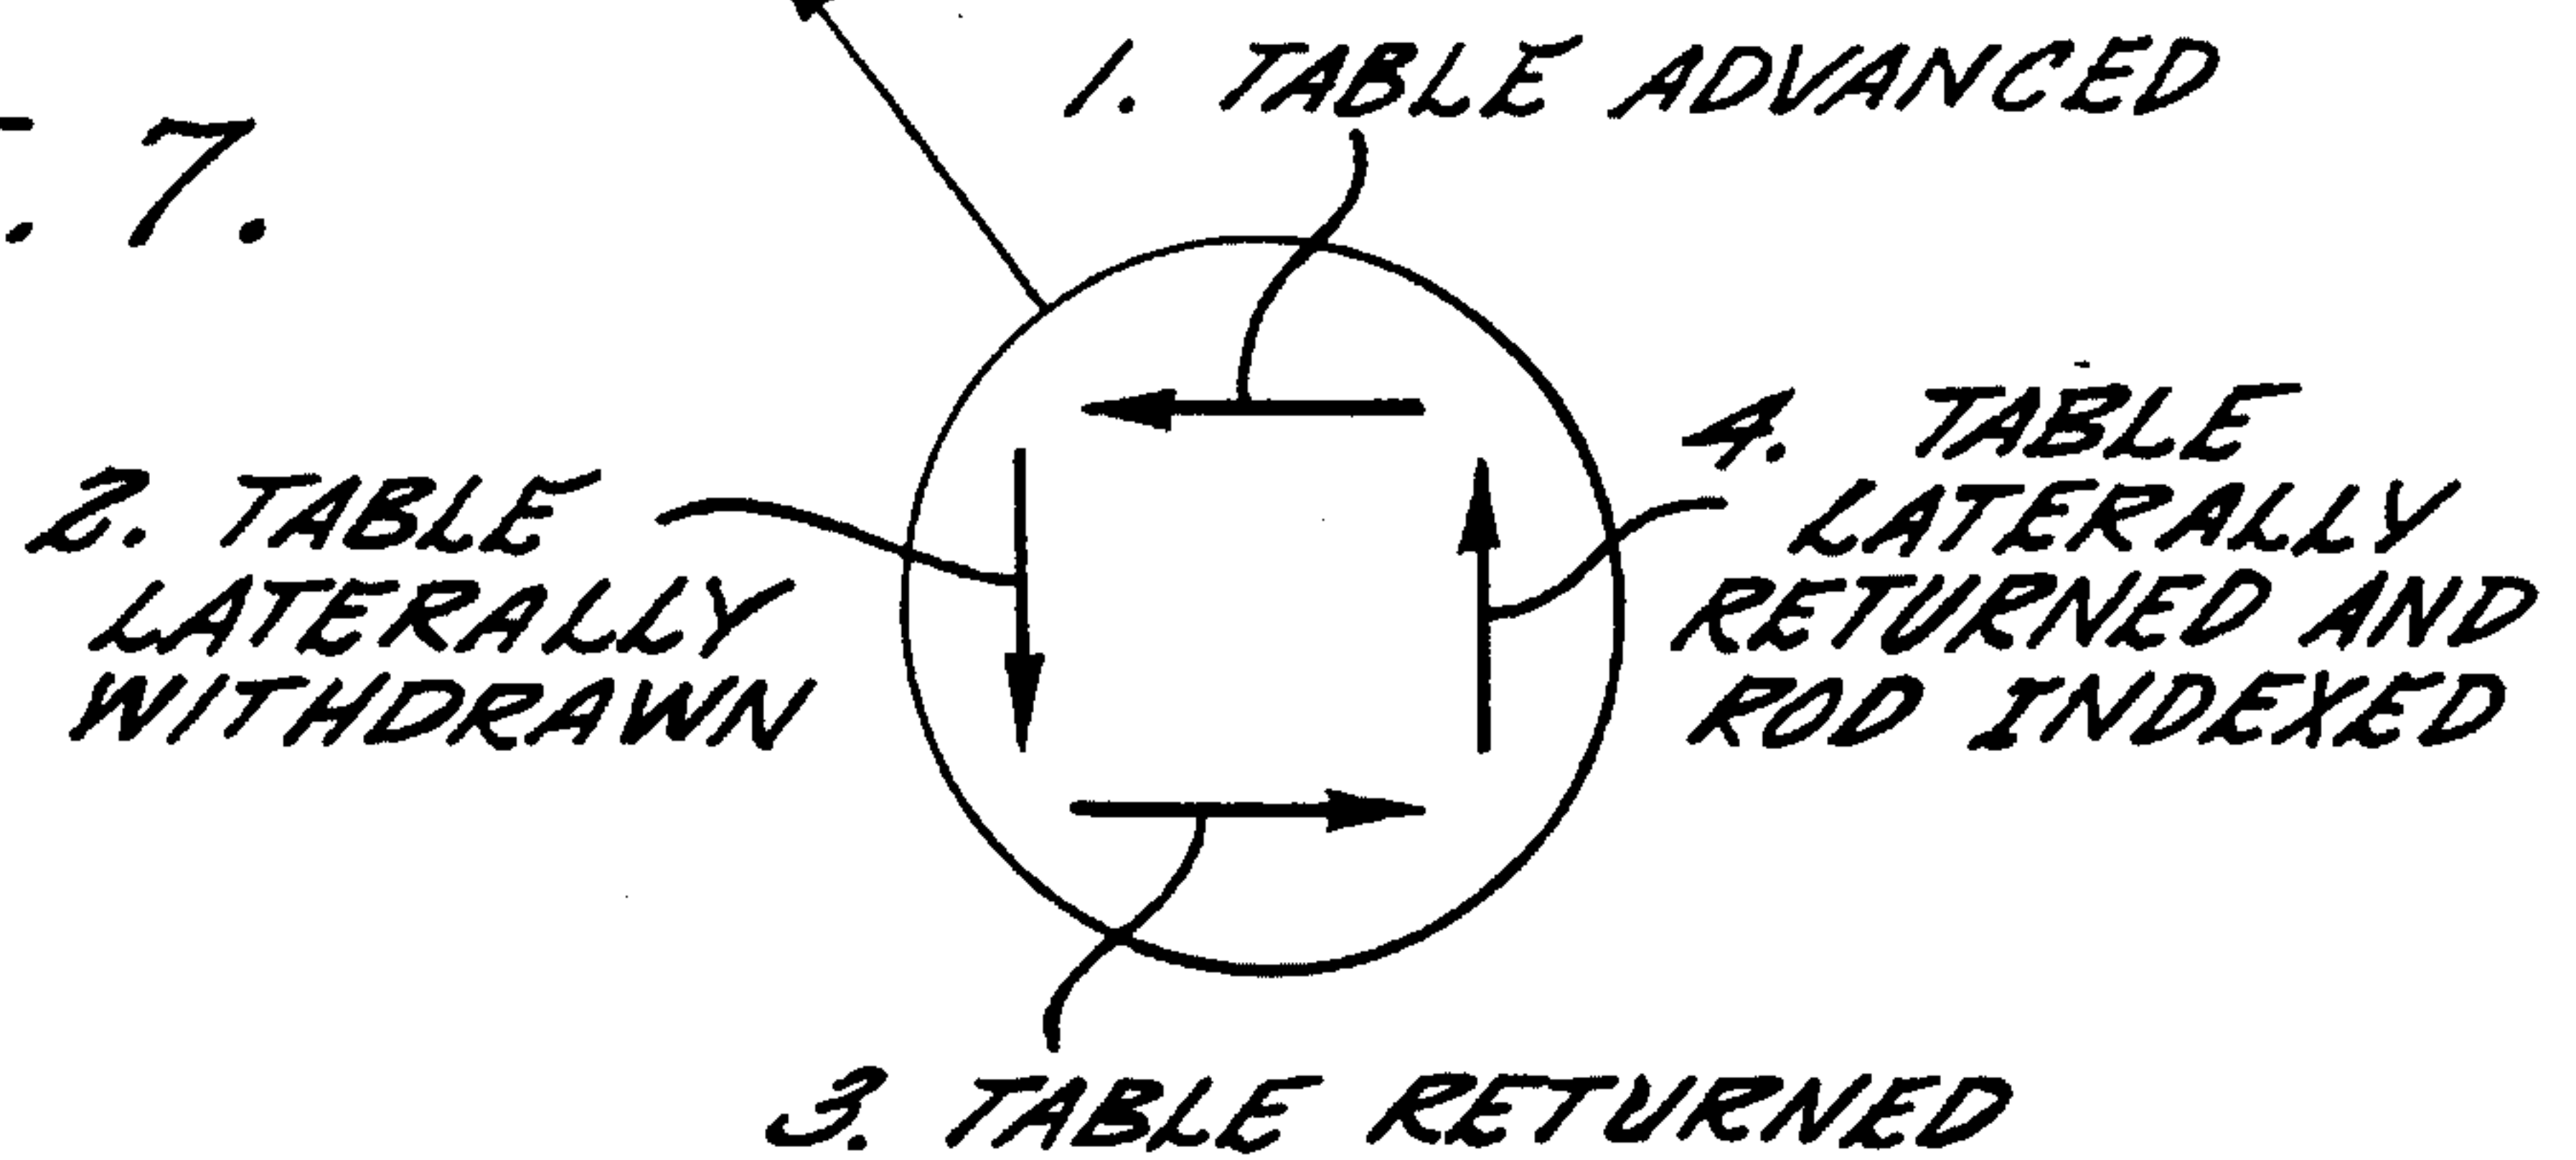 1. TABLE ADVANCED
7.
2. TABLE
LATERALLY
WITHDRAWN
4. TABLE
LATERALLY
RETURNED AND
ROD INDEXED
3. TABLE RETURNED